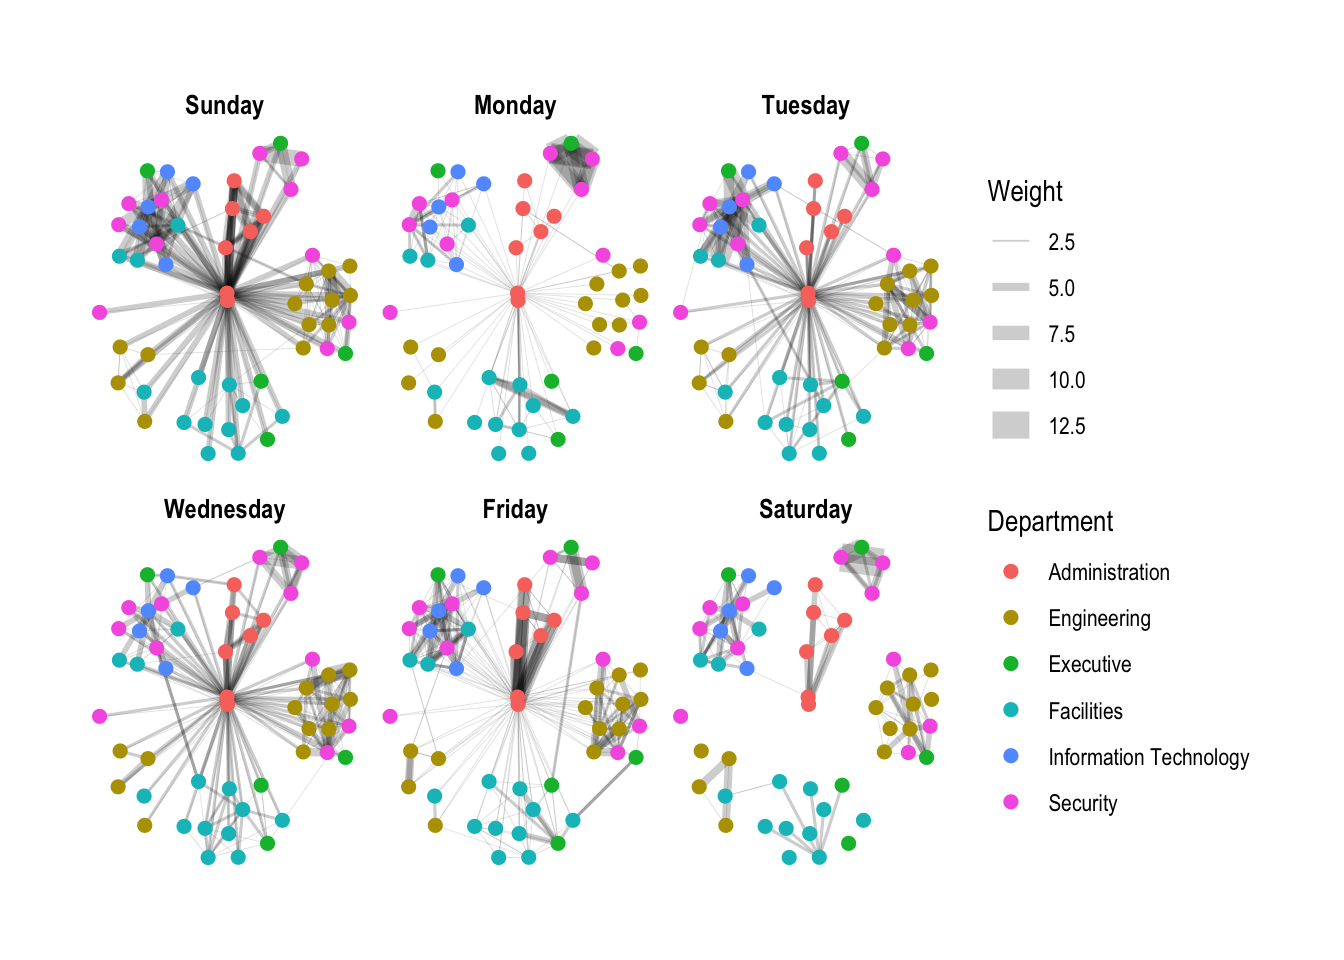 Sunday
Monday
Tuesday
Wednesday
Friday
Saturday
Weight
2.5
5.0
7.5
10.0
12.5
Department
Administration
Engineering
Executive
Facilities
Information Technology
Security